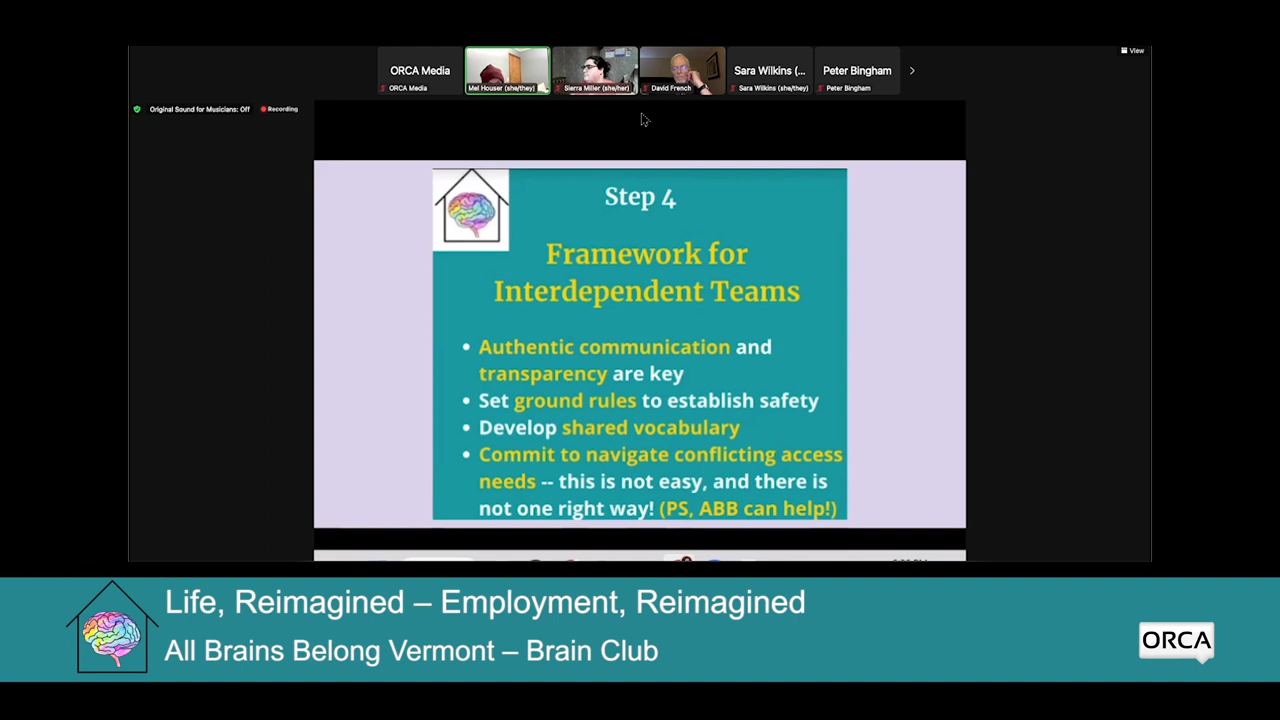 View
ORCA Media
Sara Wilkins (...
Peter Bingham
ORCA Media
Mel Houser (she/they)
Sierra Miller (she/her)
David French
Sara Wilkins (she/they)
Peter Bingham
Original Sound for Musicians: Off
Recording
Step 4
Framework for
Interdependent Teams
• Authentic communication and
transparency are key
• Set ground rules to establish safety
• Develop shared vocabulary
• Commit to navigate conflicting access
needs -- this is not easy, and there is
not one right way! (PS, ABB can help!)
Life, Reimagined – Employment, Reimagined
All Brains Belong Vermont – Brain Club
ORCA